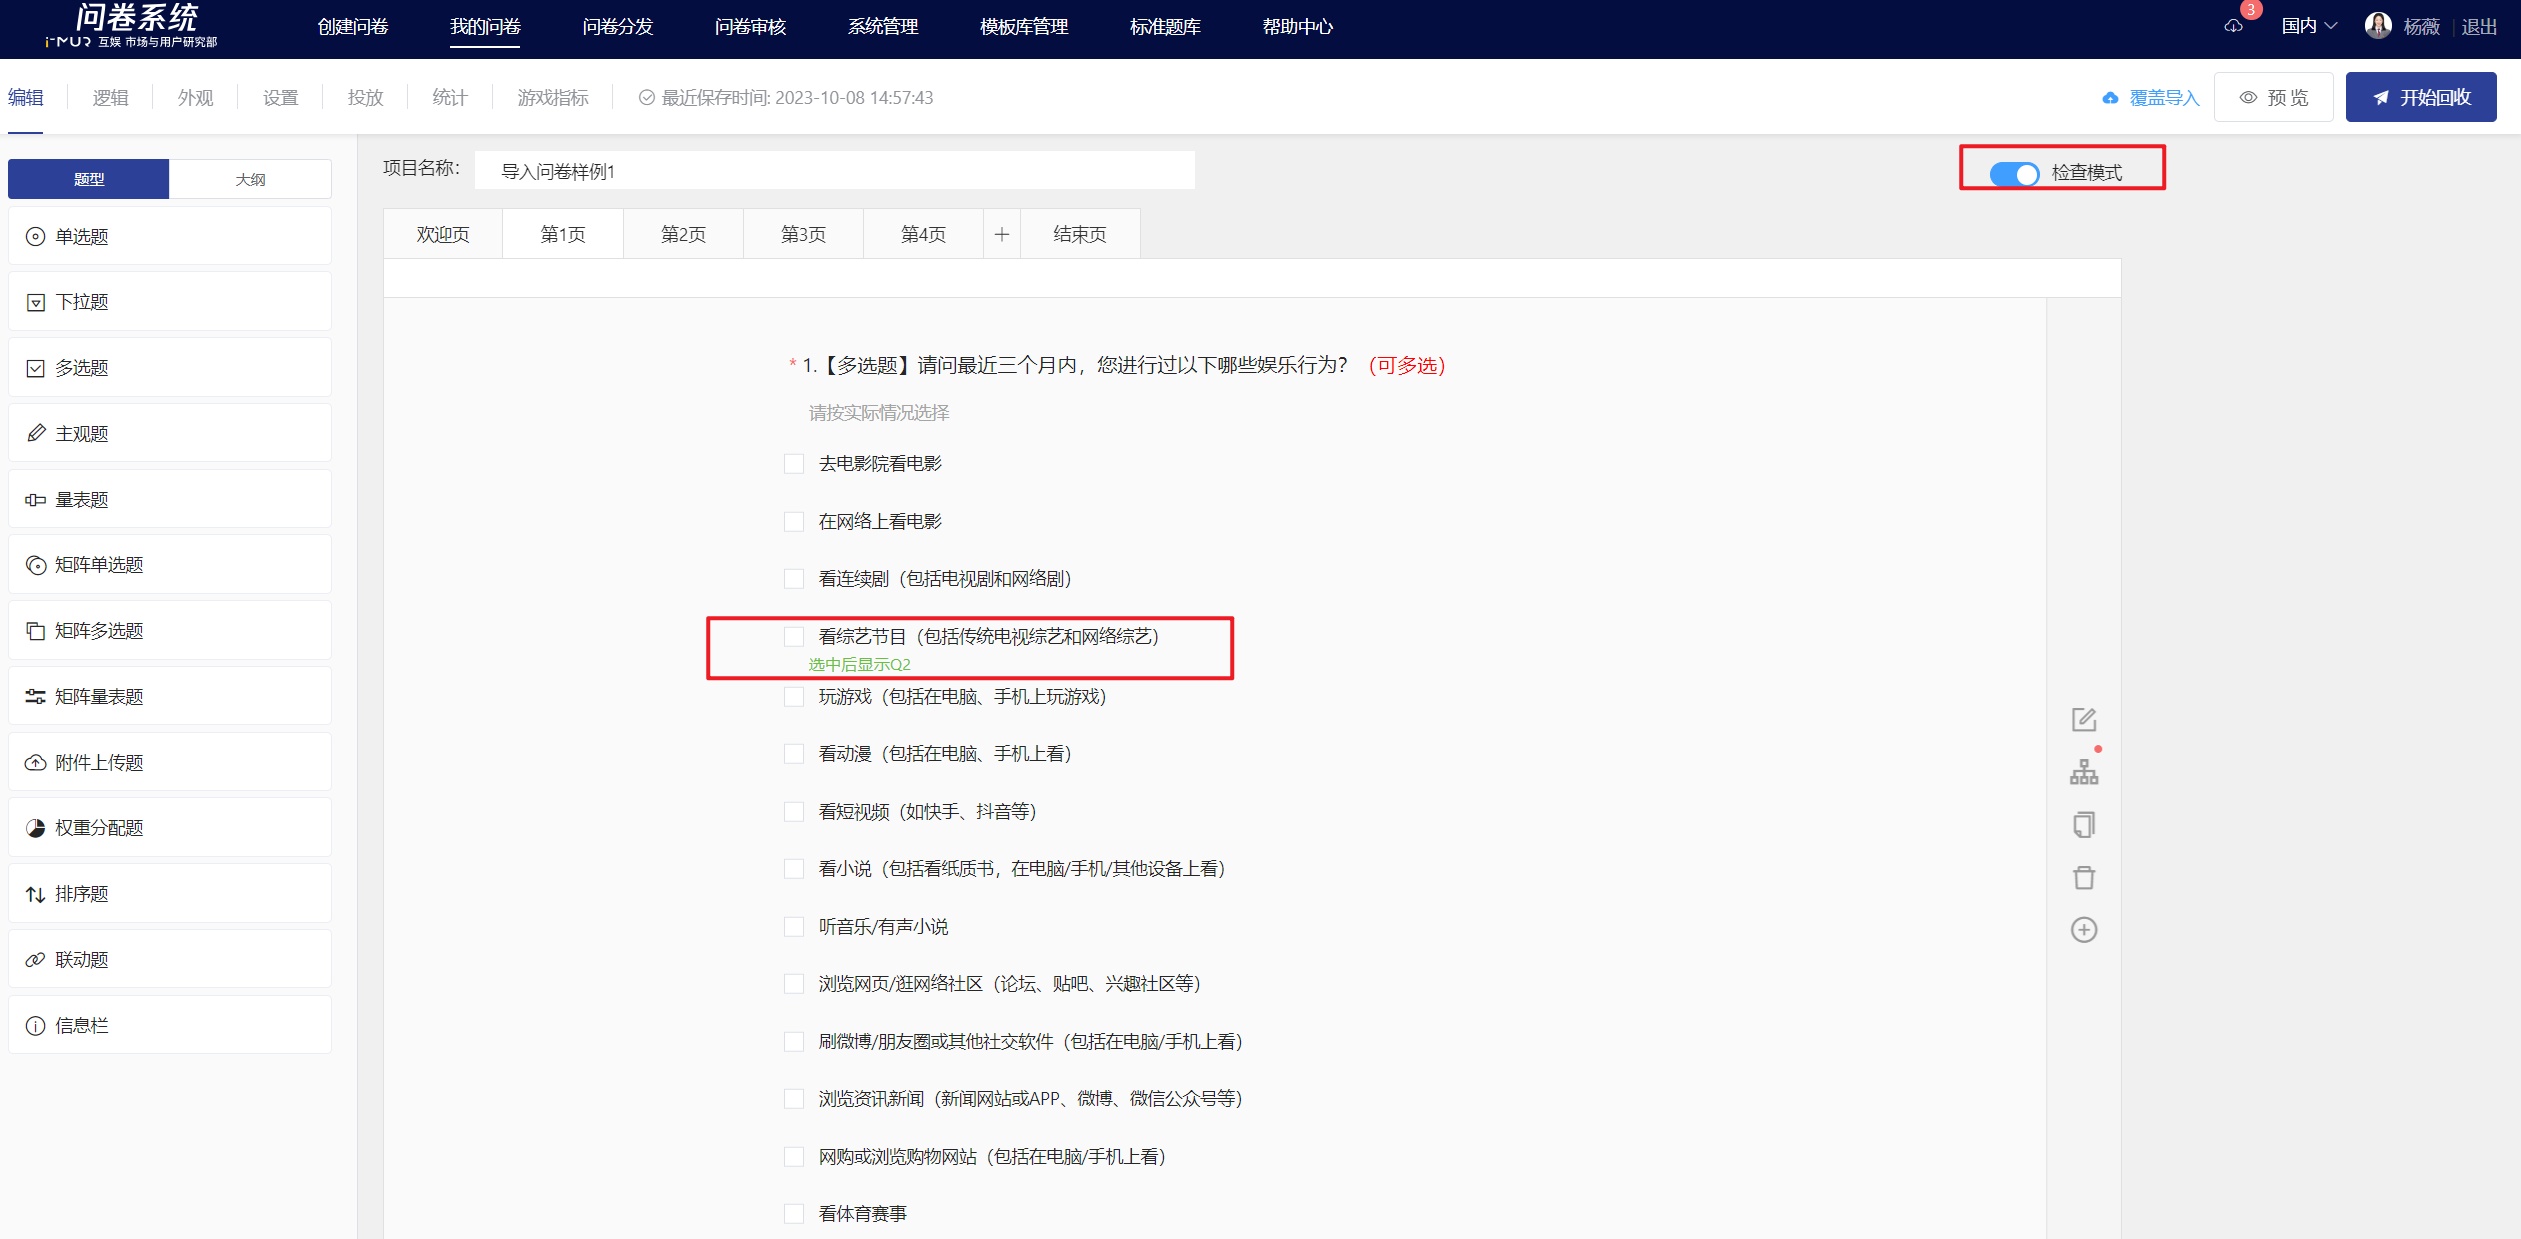 问卷系统
i-MUR 互娱 市场与用户研究部
创建问卷 我的问卷 问卷分发 问卷审核 系统管理 模板库管理 标准题库 帮助中心
3
国内 杨薇 退出
编辑 逻辑 外观 设置 投放 统计 游戏指标 最近保存时间: 2023-10-08 14:57:43
覆盖导入 预览 开始回收
题型 大纲
单选题
下拉题
多选题
主观题
量表题
矩阵单选题
矩阵多选题
矩阵量表题
附件上传题
权重分配题
排序题
联动题
信息栏
项目名称： 导入问卷样例1
检查模式
欢迎页 第1页 第2页 第3页 第4页 + 结束页
* 1.【多选题】请问最近三个月内，您进行过以下哪些娱乐行为？（可多选）
请按实际情况选择
去电影院看电影
在网络上看电影
看连续剧（包括电视剧和网络剧）
看综艺节目（包括传统电视综艺和网络综艺）
选中后显示Q2
玩游戏（包括在电脑、手机上玩游戏）
看动漫（包括在电脑、手机上看）
看短视频（如快手、抖音等）
看小说（包括看纸质书，在电脑/手机/其他设备上看）
听音乐/有声小说
浏览网页/逛网络社区（论坛、贴吧、兴趣社区等）
刷微博/朋友圈或其他社交软件（包括在电脑/手机上看）
浏览资讯新闻（新闻网站或APP、微博、微信公众号等）
网购或浏览购物网站（包括在电脑/手机上看）
看体育赛事